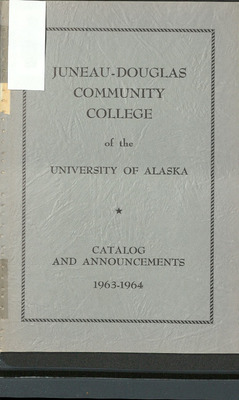 JUNEAU-DOUGLAS
COMMUNITY
COLLEGE
of the
UNIVERSITY OF ALASKA
★
CATALOG
AND ANNOUNCEMENTS
1963-1964